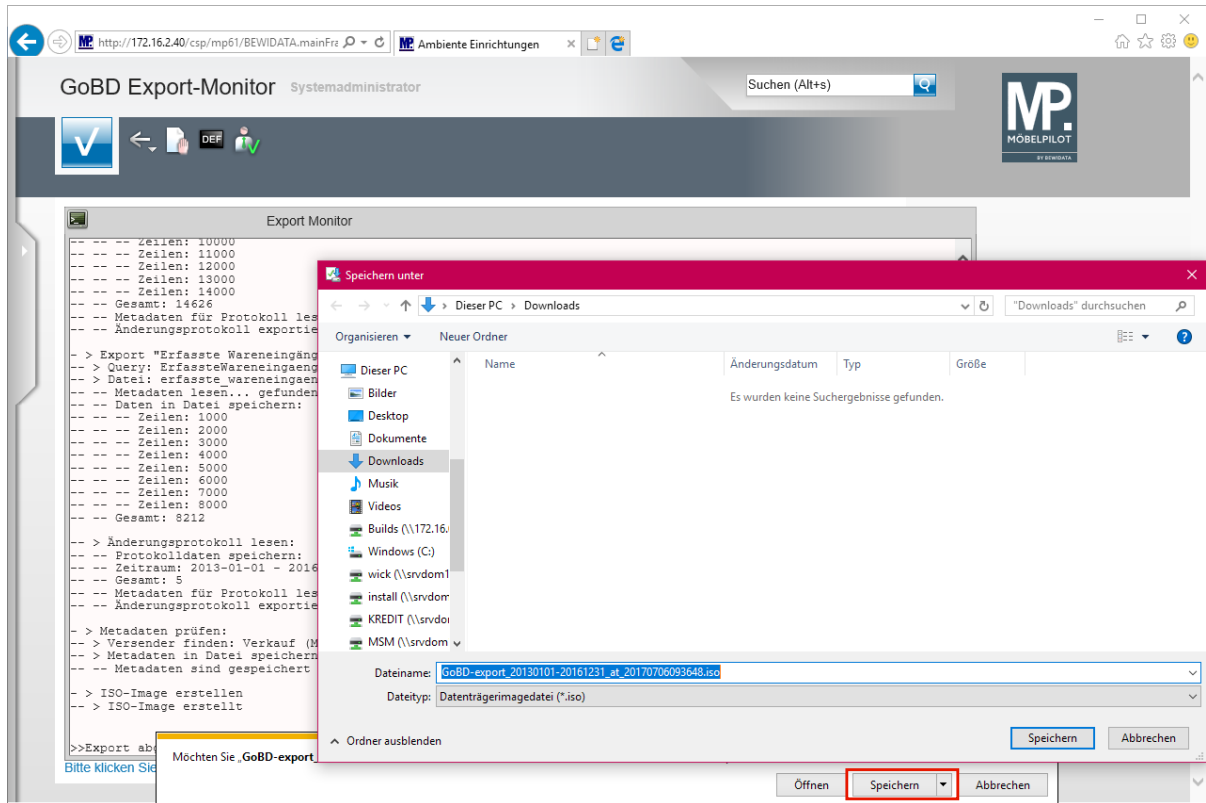 http://172.16.2.40/csp/mp61/BEWIDATA.mainFra
Ambiente Einrichtungen
GoBD Export-Monitor Systemadministrator
Suchen (Alt+s)
DEF
MP.
MÖBELPILOT
BY BEWIDATA
Export Monitor
-- -- -- Zeilen: 10000
-- -- -- Zeilen: 11000
-- -- -- Zeilen: 12000
-- -- -- Zeilen: 13000
-- -- -- Zeilen: 14000
-- -- Gesamt: 14626
-- -- Metadaten für Protokoll les
-- -- Änderungsprotokoll exportie
- > Export "Erfasste Wareneingäng
-- > Query: ErfassteWareneingaeng
-- > Datei: erfasste_wareneingaen
-- -- Metadaten lesen... gefunden
-- -- Daten in Datei speichern:
-- -- -- Zeilen: 1000
-- -- -- Zeilen: 2000
-- -- -- Zeilen: 3000
-- -- -- Zeilen: 4000
-- -- -- Zeilen: 5000
-- -- -- Zeilen: 6000
-- -- -- Zeilen: 7000
-- -- -- Zeilen: 8000
-- -- Gesamt: 8212
-- > Änderungsprotokoll lesen:
-- -- Protokolldaten speichern:
-- -- Zeitraum: 2013-01-01 - 2016
-- -- Gesamt: 5
-- -- Metadaten für Protokoll les
-- -- Änderungsprotokoll exportie
- > Metadaten prüfen:
-- > Versender finden: Verkauf (M
-- > Metadaten in Datei speichern
-- -- Metadaten sind gespeichert
- > ISO-Image erstellen
-- > ISO-Image erstellt
>>Export ab
Bitte klicken Sie
Speichern unter
Dieser PC > Downloads
"Downloads" durchsuchen
Organisieren
Neuer Ordner
Name
Änderungsdatum
Typ
Größe
Es wurden keine Suchergebnisse gefunden.
Dieser PC
Bilder
Desktop
Dokumente
Downloads
Musik
Videos
Builds (\\172.16.
Windows (C:)
wick (\\srvdom1
install (\\srvdom
KREDIT (\\srvdo
MSM (\\srvdom
Dateiname: GoBD-export_20130101-20161231_at_20170706093648.iso
Dateityp: Datenträgerimagedatei (*.iso)
Ordner ausblenden
Speichern
Abbrechen
Möchten Sie „GoBD-export_
Öffnen
Speichern
Abbrechen